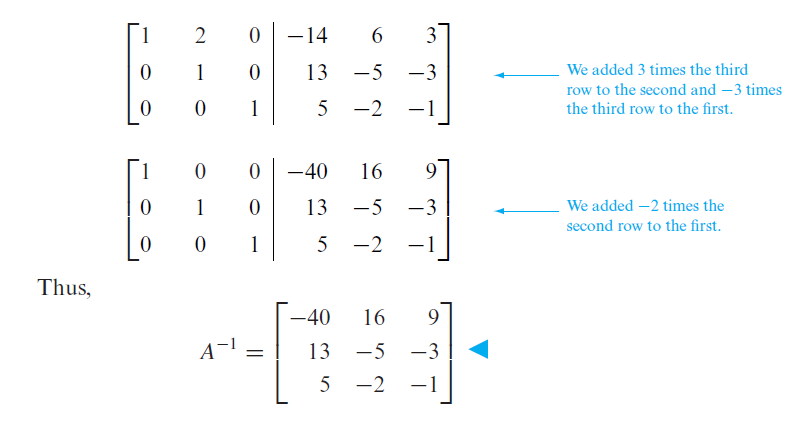 1 2 0 −14 6 3
0 1 0 13 −5 −3
0 0 1 5 −2 −1
We added 3 times the third
row to the second and −3 times
the third row to the first.
1 0 0 −40 16 9
0 1 0 13 −5 −3
0 0 1 5 −2 −1
We added −2 times the
second row to the first.
Thus,
−40 16 9
A⁻¹ = 13 −5 −3
5 −2 −1